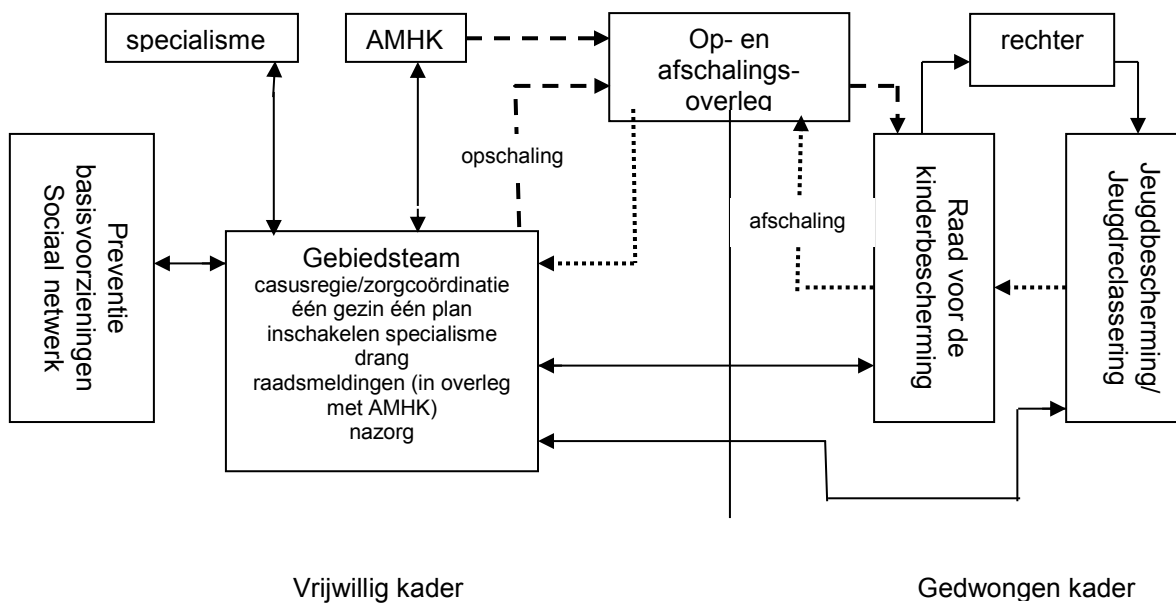 specialisme
AMHK
Op- en
afschalings-
overleg
rechter
opschaling
afschaling
Preventie
basisvoorzieningen
Sociaal netwerk
Gebiedsteam
casusregie/zorgcoördinatie
één gezin één plan
inschakelen specialisme
drang
raadsmeldingen (in overleg
met AMHK)
nazorg
Raad voor de
kinderbescherming
Jeugdbescherming/
Jeugdreclassering
Vrijwillig kader
Gedwongen kader